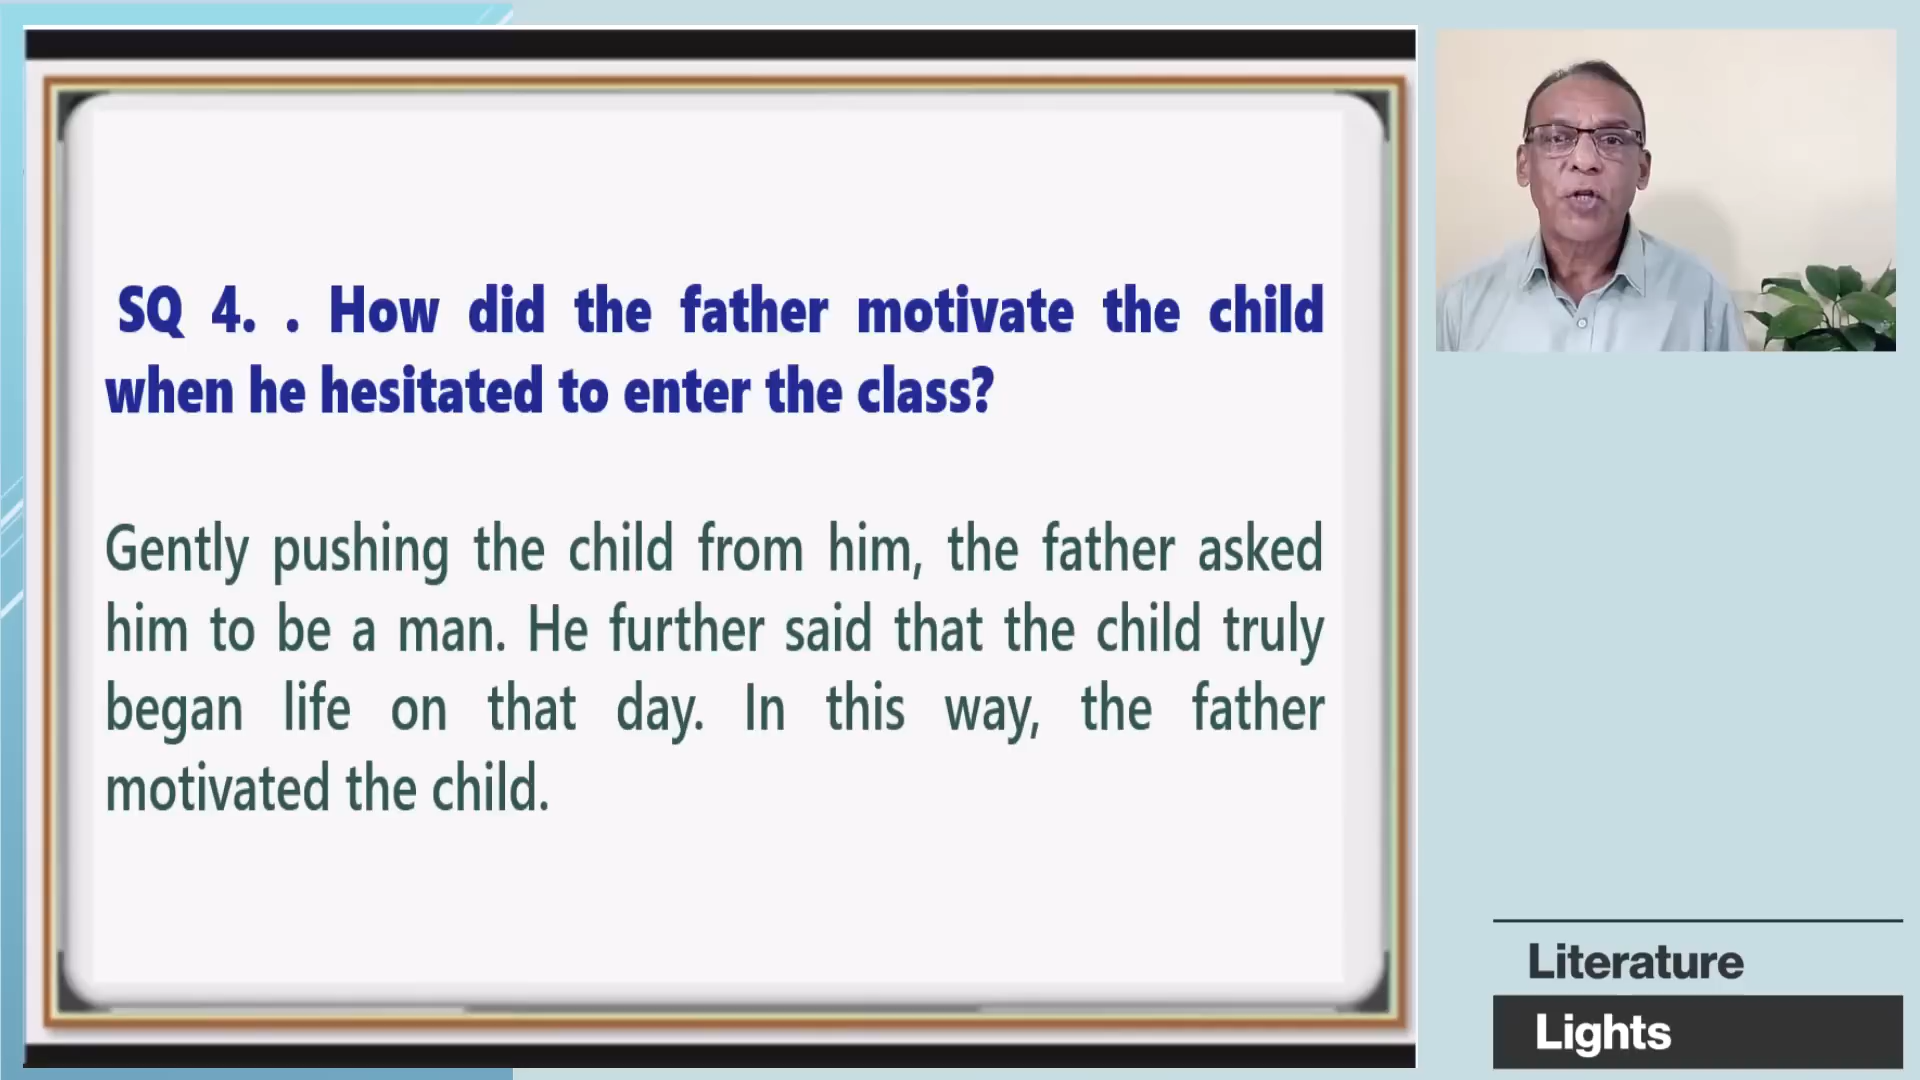 SQ 4. . How did the father motivate the child
when he hesitated to enter the class?
Gently pushing the child from him, the father asked
him to be a man. He further said that the child truly
began life on that day. In this way, the father
motivated the child.
Literature
Lights